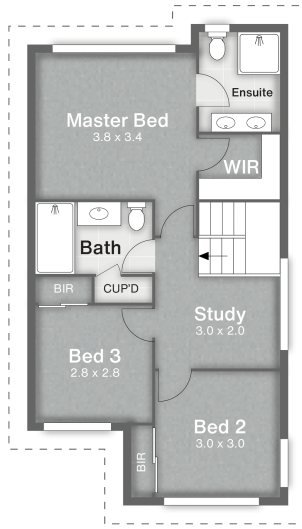 Ensuite
Master Bed
3.8 x 3.4
WIR
Bath
BIR
CUP'D
Study
3.0 x 2.0
Bed 3
2.8 x 2.8
Bed 2
3.0 x 3.0
BIR